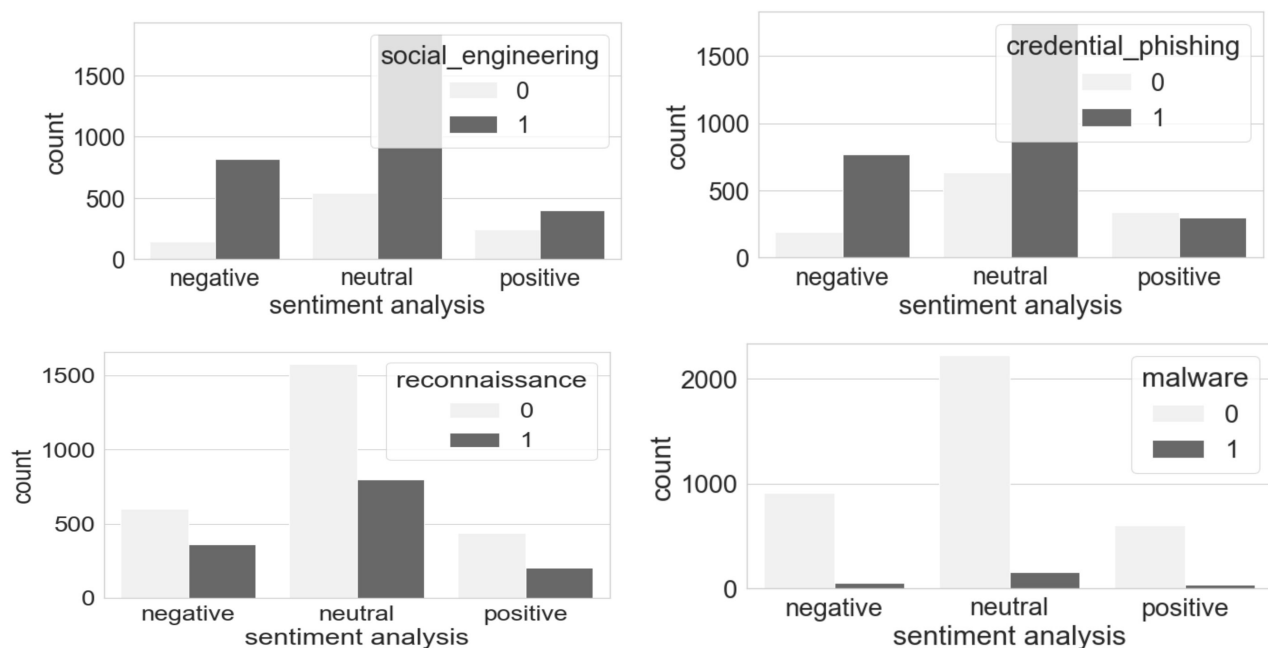 social_engineering
0
1
1500
1000
500
0
count
negative neutral positive
sentiment analysis
credential_phishing
0
1
1500
1000
500
0
count
negative neutral positive
sentiment analysis
reconnaissance
0
1
1500
1000
500
0
count
negative neutral positive
sentiment analysis
malware
0
1
2000
1000
0
count
negative neutral positive
sentiment analysis